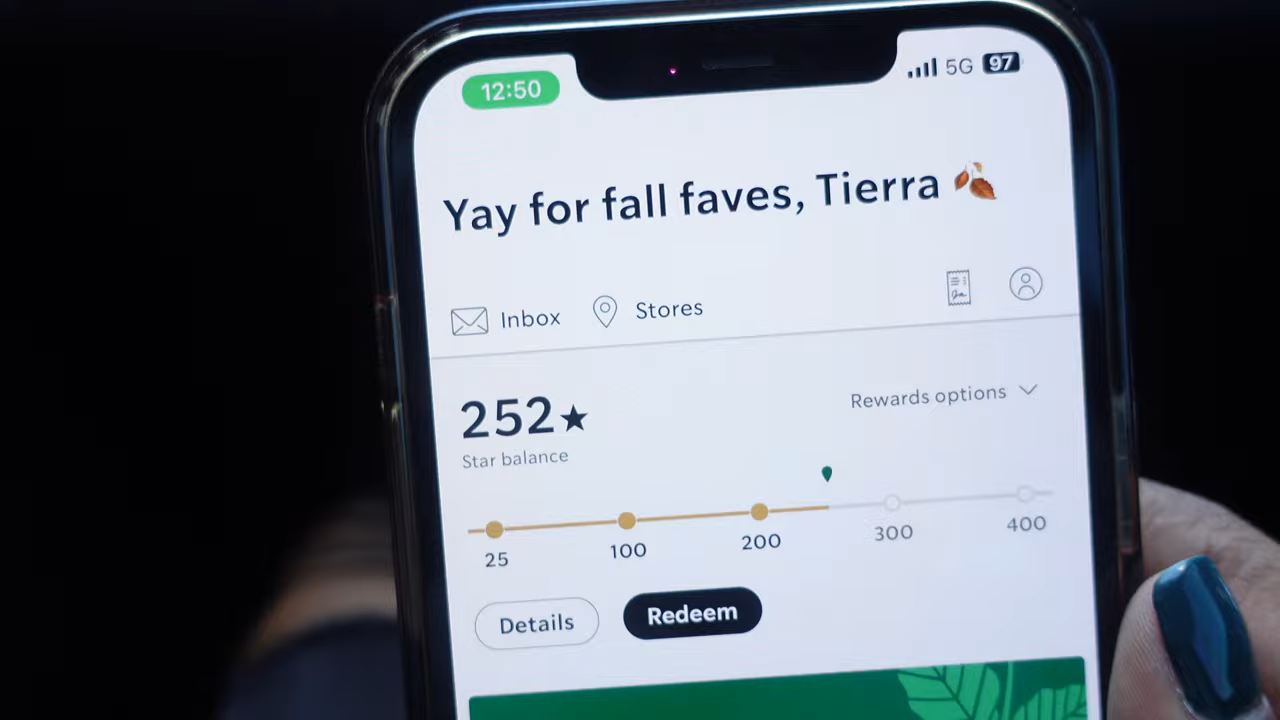 12:50 5G 97
Yay for fall faves, Tierra 🍂
Inbox Stores
252★ Rewards options
Star balance
25 100 200 300 400
Details Redeem